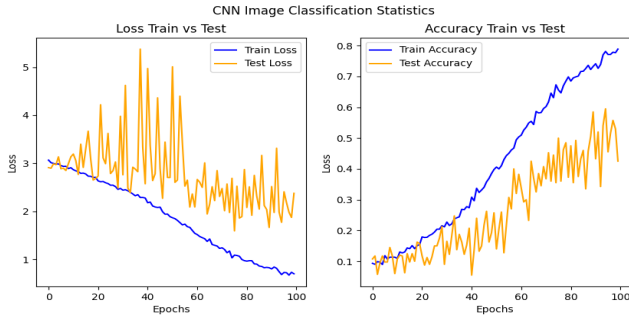 CNN Image Classification Statistics
Loss Train vs Test
Accuracy Train vs Test
Train Loss
Test Loss
Train Accuracy
Test Accuracy
Loss
5
4
3
2
1
0
20
40
60
80
100
Epochs
Loss
0.8
0.7
0.6
0.5
0.4
0.3
0.2
0.1
0
20
40
60
80
100
Epochs